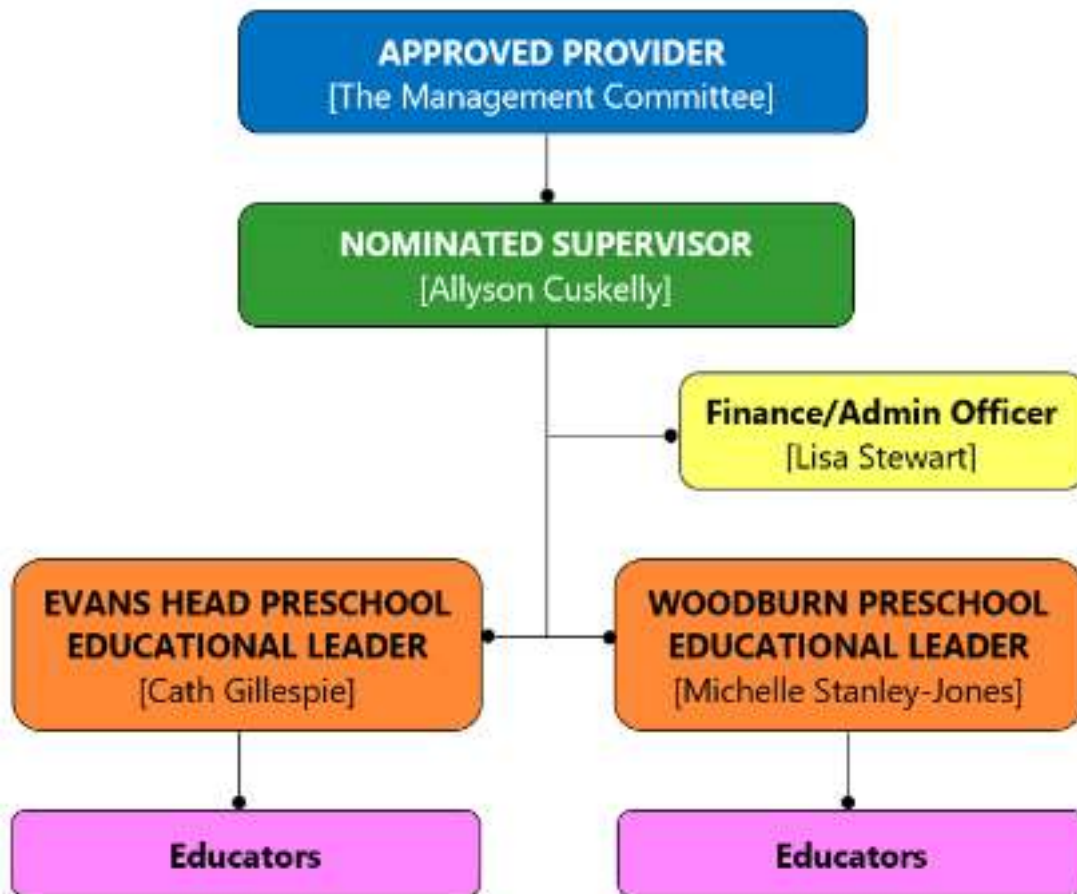 APPROVED PROVIDER
[The Management Committee]
NOMINATED SUPERVISOR
[Allyson Cuskelly]
Finance/Admin Officer
[Lisa Stewart]
EVANS HEAD PRESCHOOL
EDUCATIONAL LEADER
[Cath Gillespie]
WOODBURN PRESCHOOL
EDUCATIONAL LEADER
[Michelle Stanley-Jones]
Educators
Educators